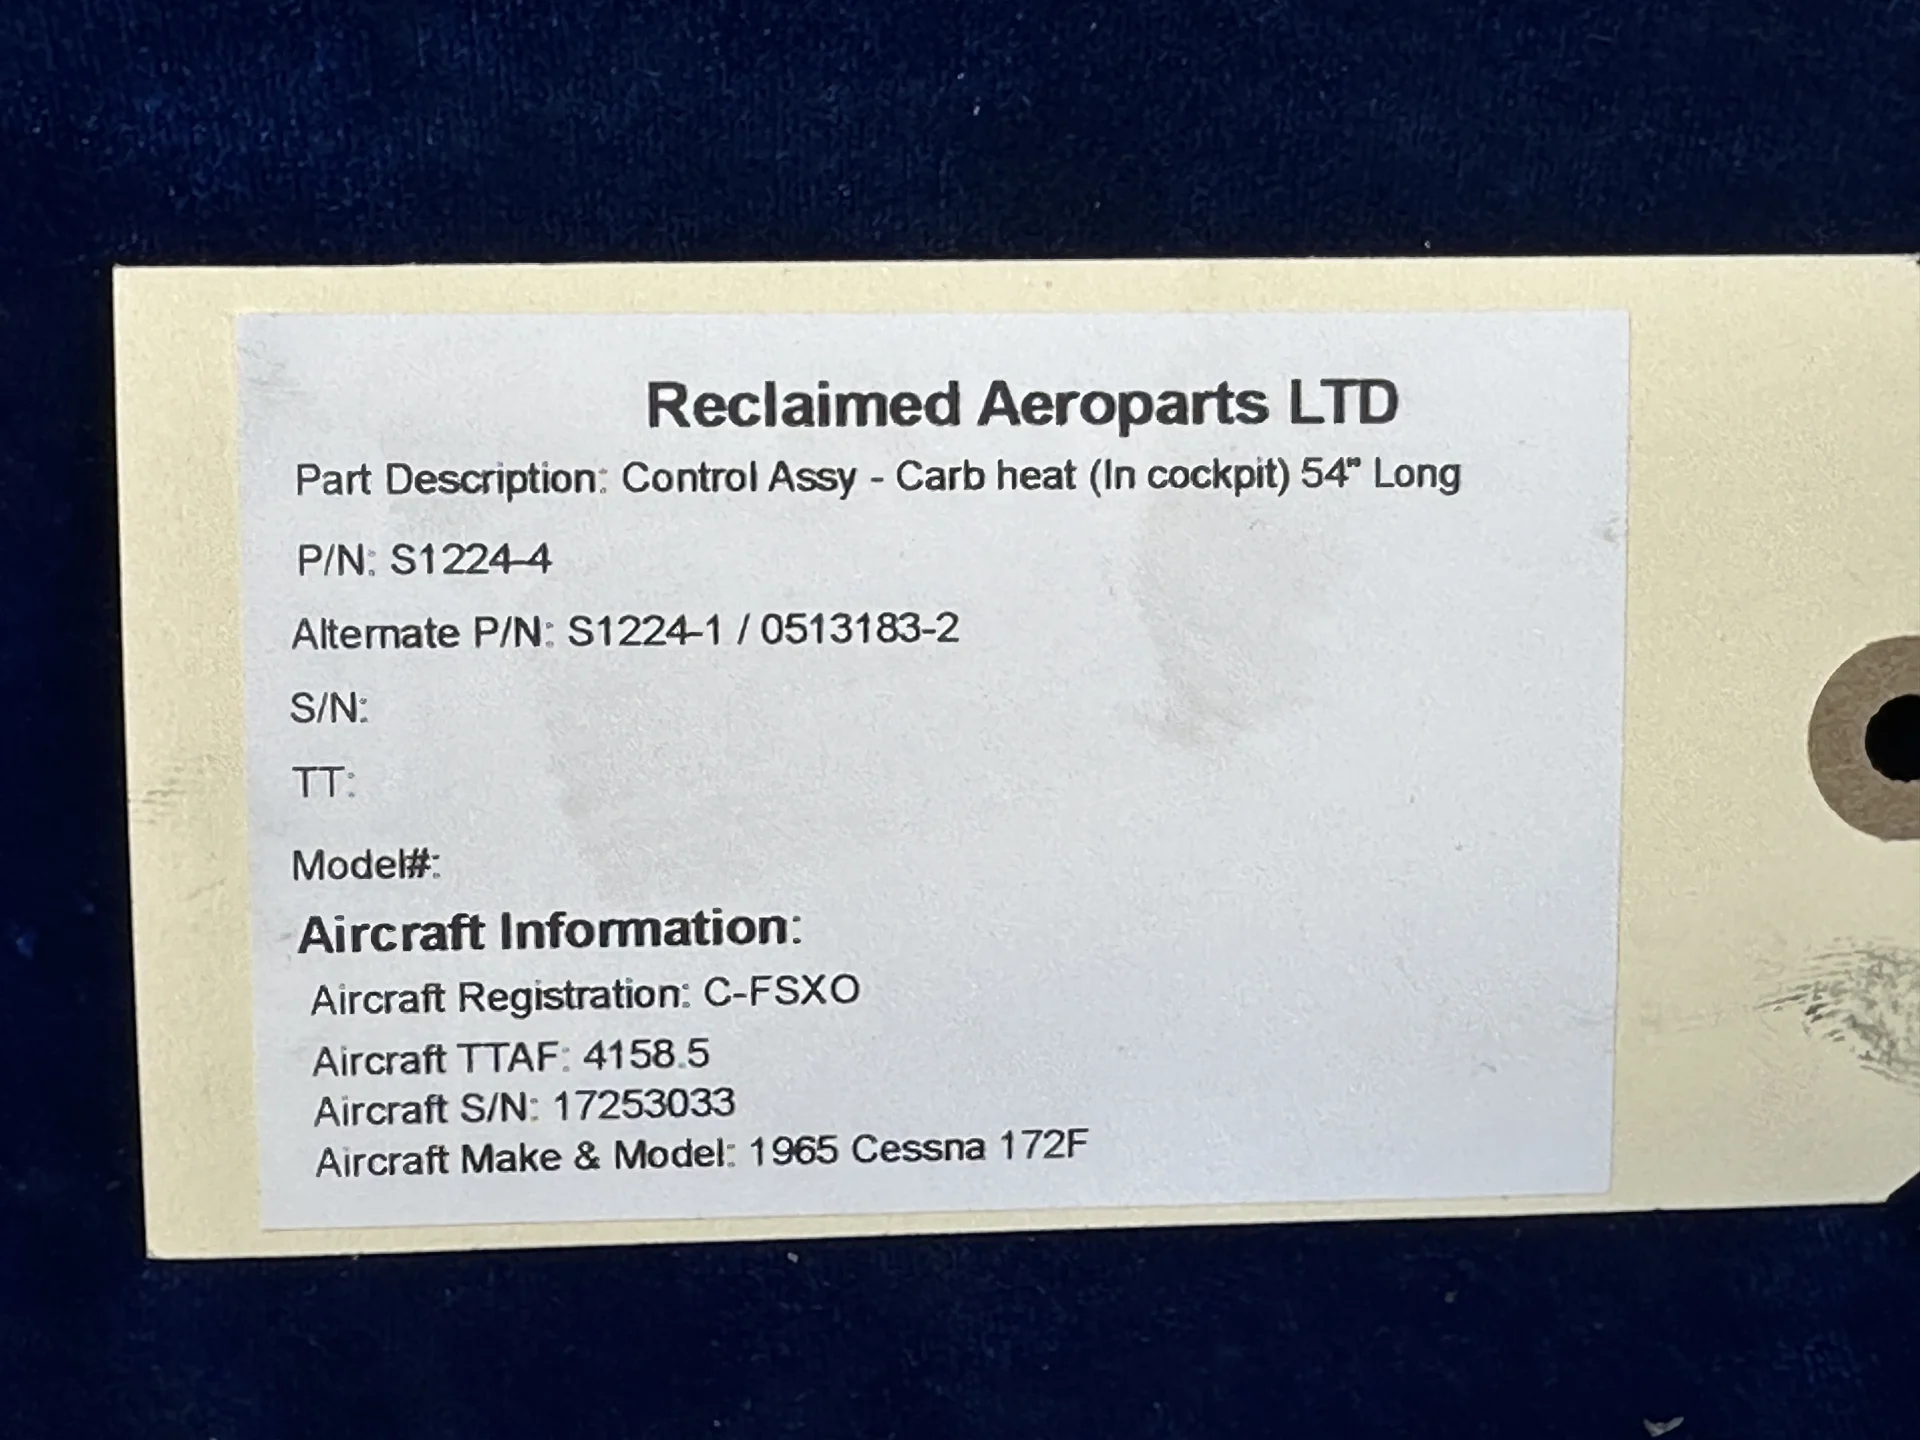 Reclaimed Aeroparts LTD
Part Description: Control Assy - Carb heat (In cockpit) 54" Long
P/N: S1224-4
Alternate P/N: S1224-1 / 0513183-2
S/N:
TT:
Model#:
Aircraft Information:
Aircraft Registration: C-FSXO
Aircraft TTAF: 4158.5
Aircraft S/N: 17253033
Aircraft Make & Model: 1965 Cessna 172F